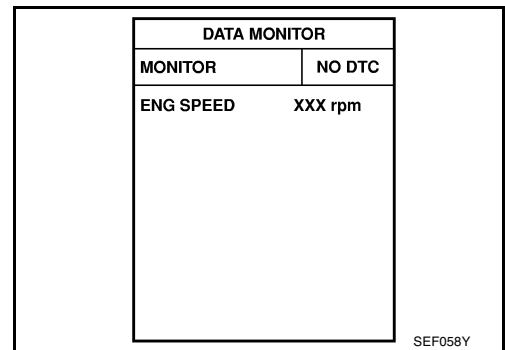 DATA MONITOR
MONITOR NO DTC
ENG SPEED XXX rpm
SEF058Y